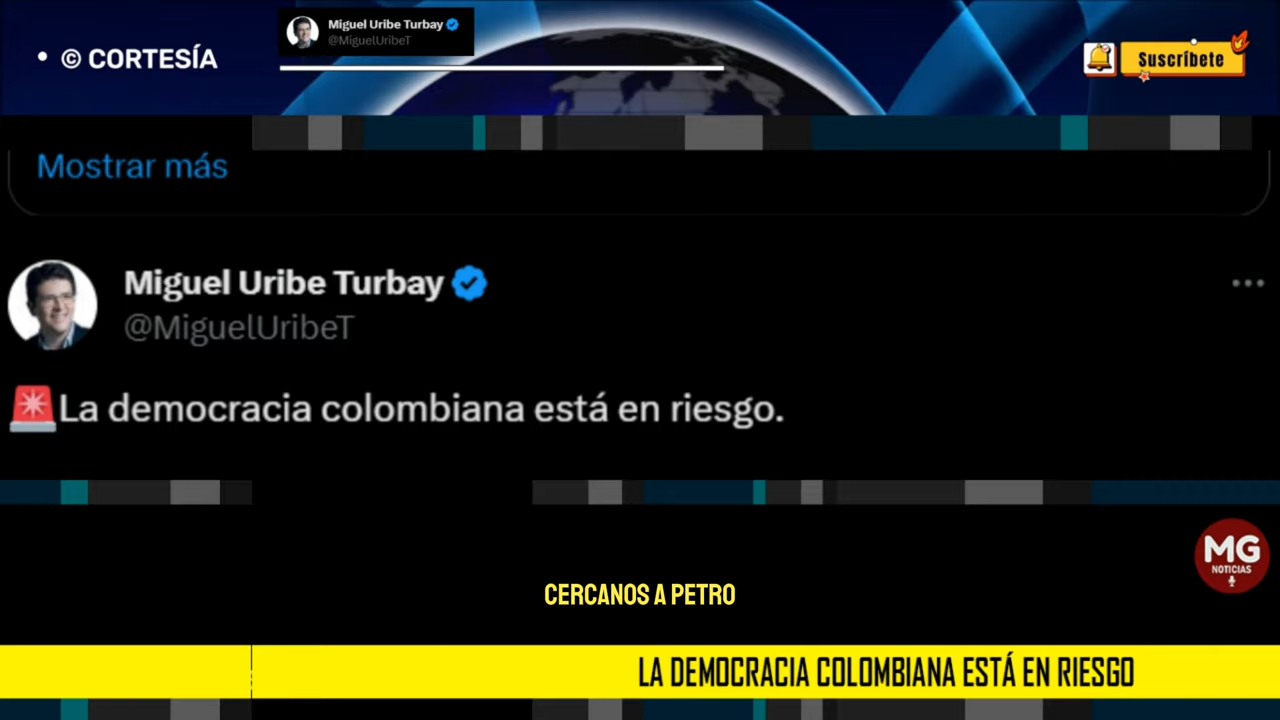 Miguel Uribe Turbay
@MiguelUribeT
• © CORTESÍA
Suscríbete
Mostrar más
Miguel Uribe Turbay
@MiguelUribeT
🚨La democracia colombiana está en riesgo.
MG
NOTICIAS
CERCANOS A PETRO
LA DEMOCRACIA COLOMBIANA ESTÁ EN RIESGO